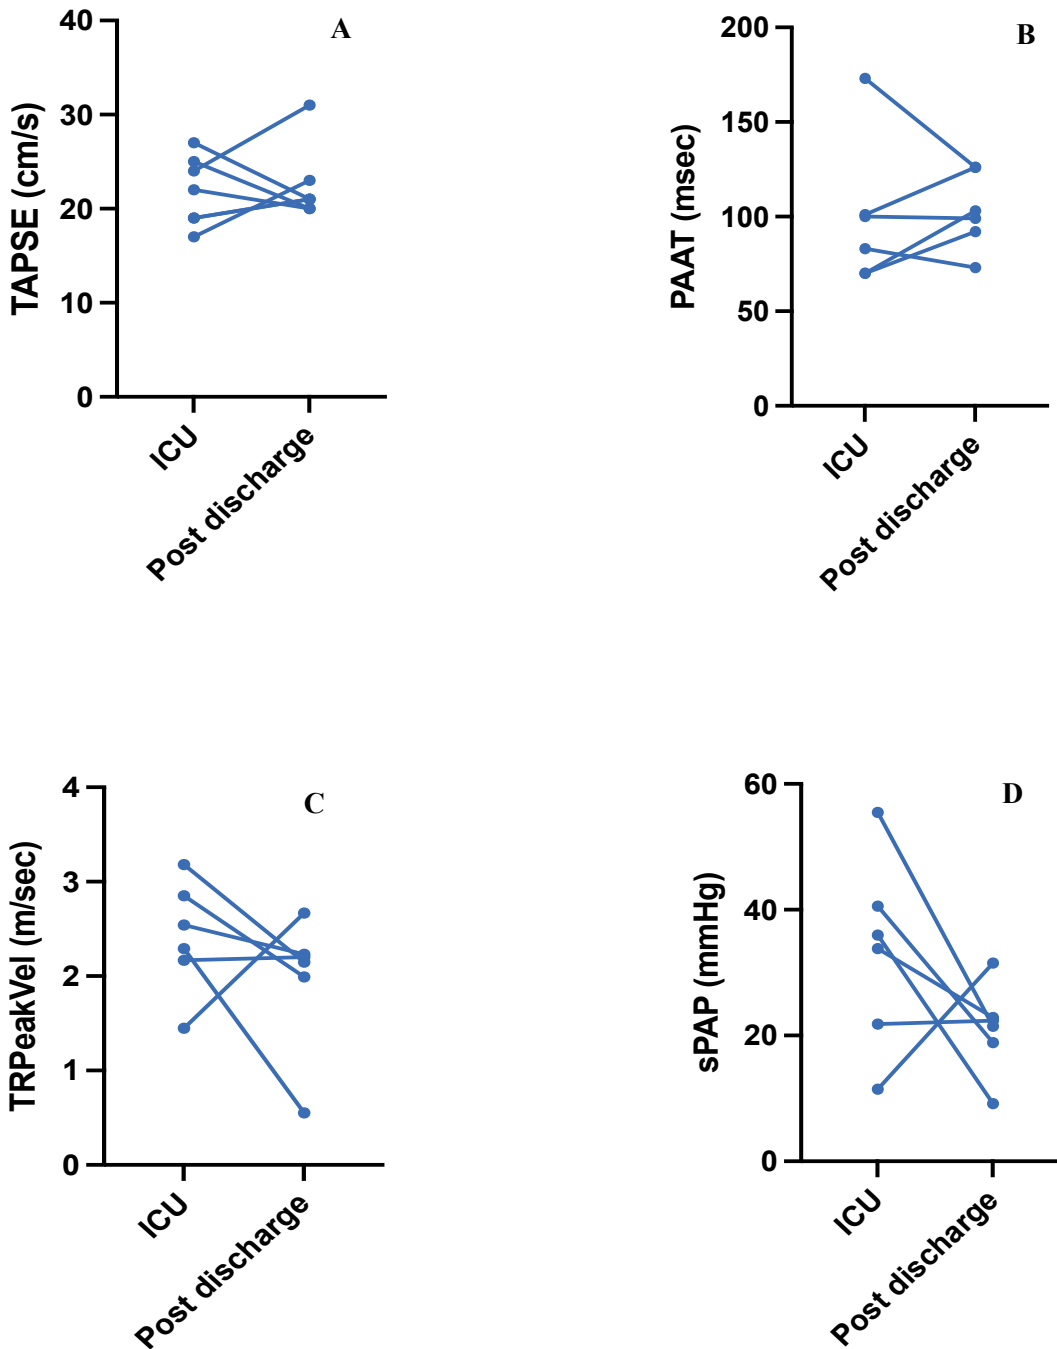 A
TAPSE (cm/s)
40
30
20
10
0
ICU
Post discharge
B
PAAT (msec)
200
150
100
50
0
ICU
Post discharge
C
TRPeakVel (m/sec)
4
3
2
1
0
ICU
Post discharge
D
sPAP (mmHg)
60
40
20
0
ICU
Post discharge